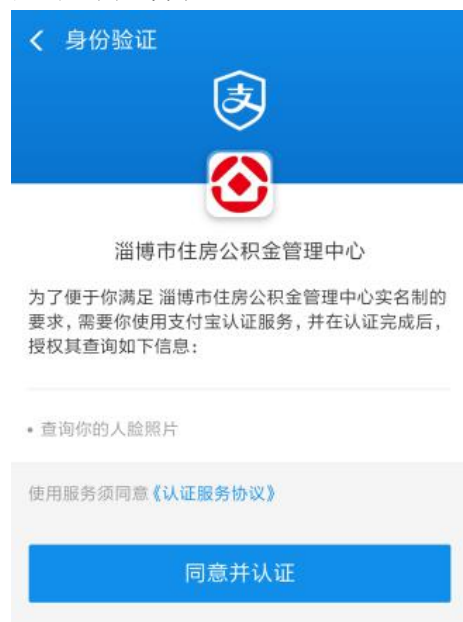 身份验证
支
淄博市住房公积金管理中心
为了便于你满足 淄博市住房公积金管理中心实名制的
要求，需要你使用支付宝认证服务，并在认证完成后，
授权其查询如下信息：
• 查询你的人脸照片
使用服务须同意《认证服务协议》
同意并认证